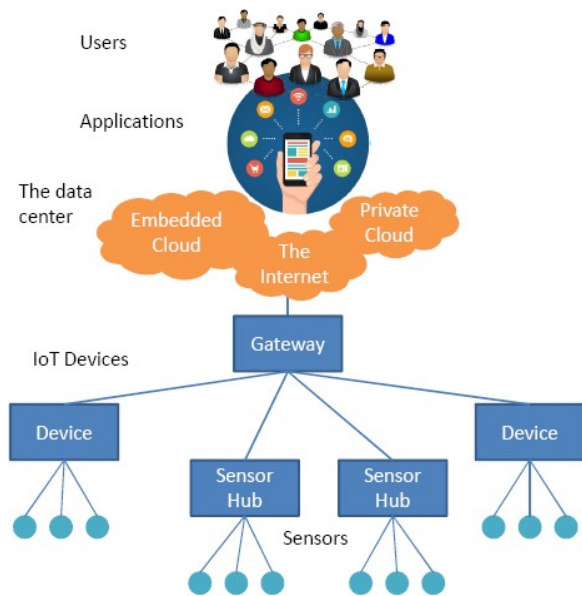 Users
Applications
The data
center
Embedded
Cloud
Private
Cloud
The
Internet
Gateway
IoT Devices
Device
Device
Sensor
Hub
Sensor
Hub
Sensors